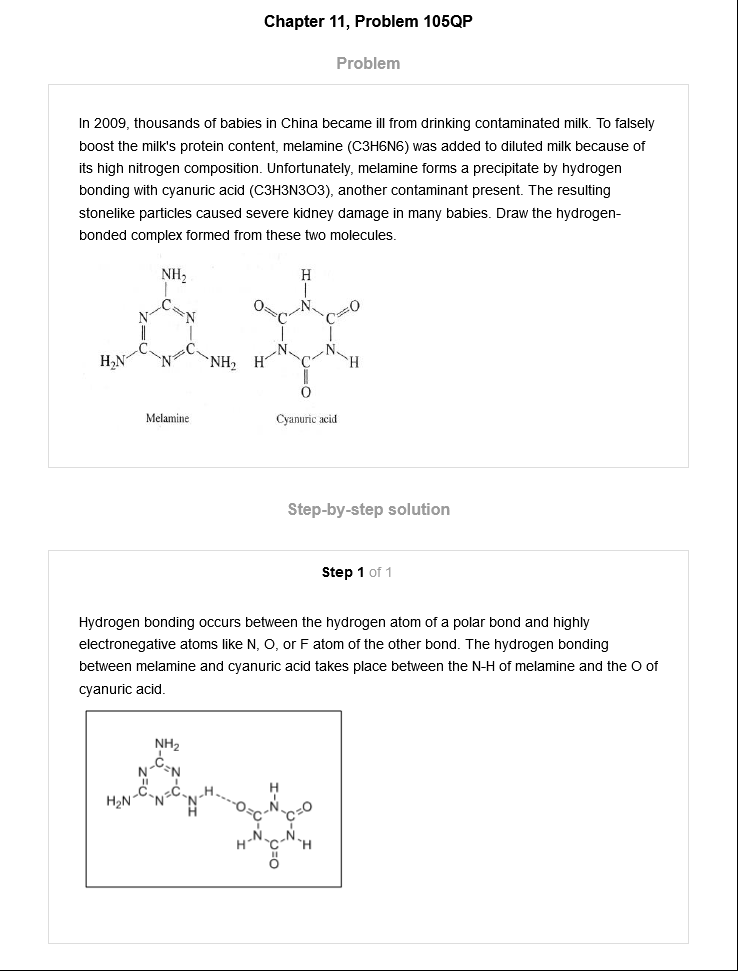 Chapter 11, Problem 105QP
Problem
In 2009, thousands of babies in China became ill from drinking contaminated milk. To falsely
boost the milk's protein content, melamine (C3H6N6) was added to diluted milk because of
its high nitrogen composition. Unfortunately, melamine forms a precipitate by hydrogen
bonding with cyanuric acid (C3H3N3O3), another contaminant present. The resulting
stonelike particles caused severe kidney damage in many babies. Draw the hydrogen-
bonded complex formed from these two molecules.
NH₂ H
C O N O
N N C C
C C N N
H₂N N NH₂ H C H
O
Melamine Cyanuric acid
Step-by-step solution
Step 1 of 1
Hydrogen bonding occurs between the hydrogen atom of a polar bond and highly
electronegative atoms like N, O, or F atom of the other bond. The hydrogen bonding
between melamine and cyanuric acid takes place between the N-H of melamine and the O of
cyanuric acid.
NH₂
C
N N
C C H H
H₂N N N O N O
H C C
N N
H C H
O